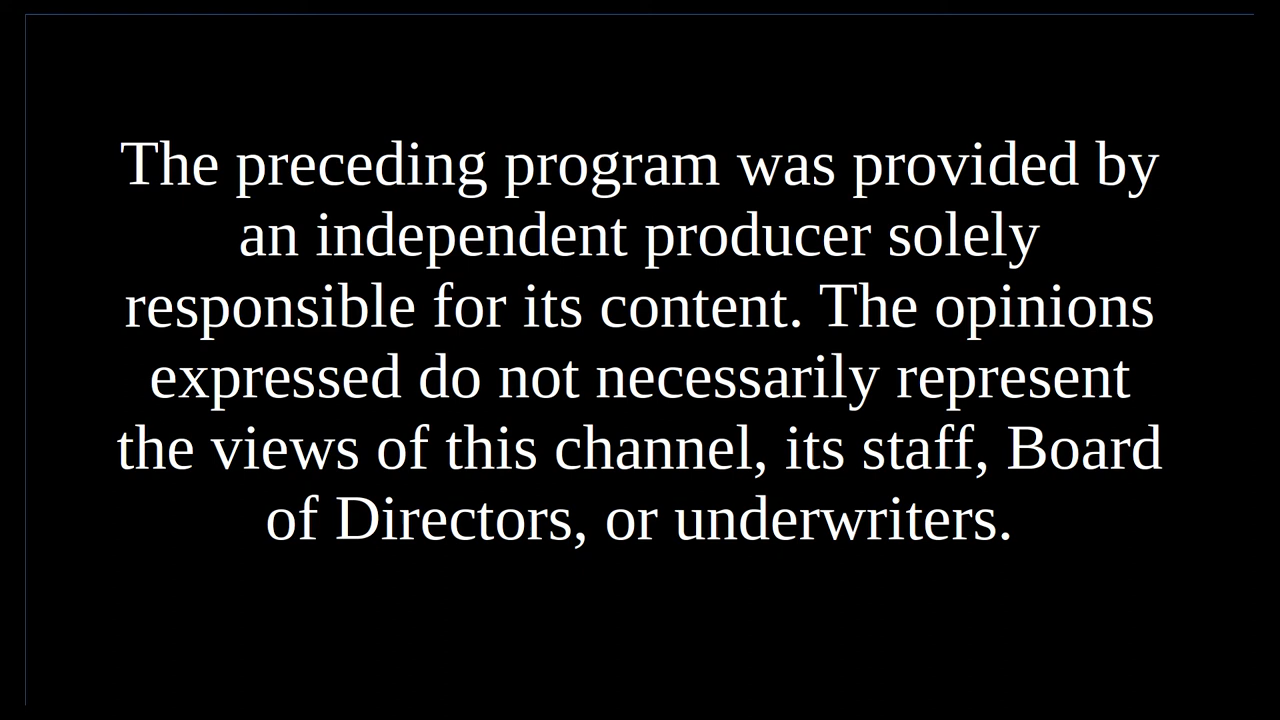 The preceding program was provided by
an independent producer solely
responsible for its content. The opinions
expressed do not necessarily represent
the views of this channel, its staff, Board
of Directors, or underwriters.